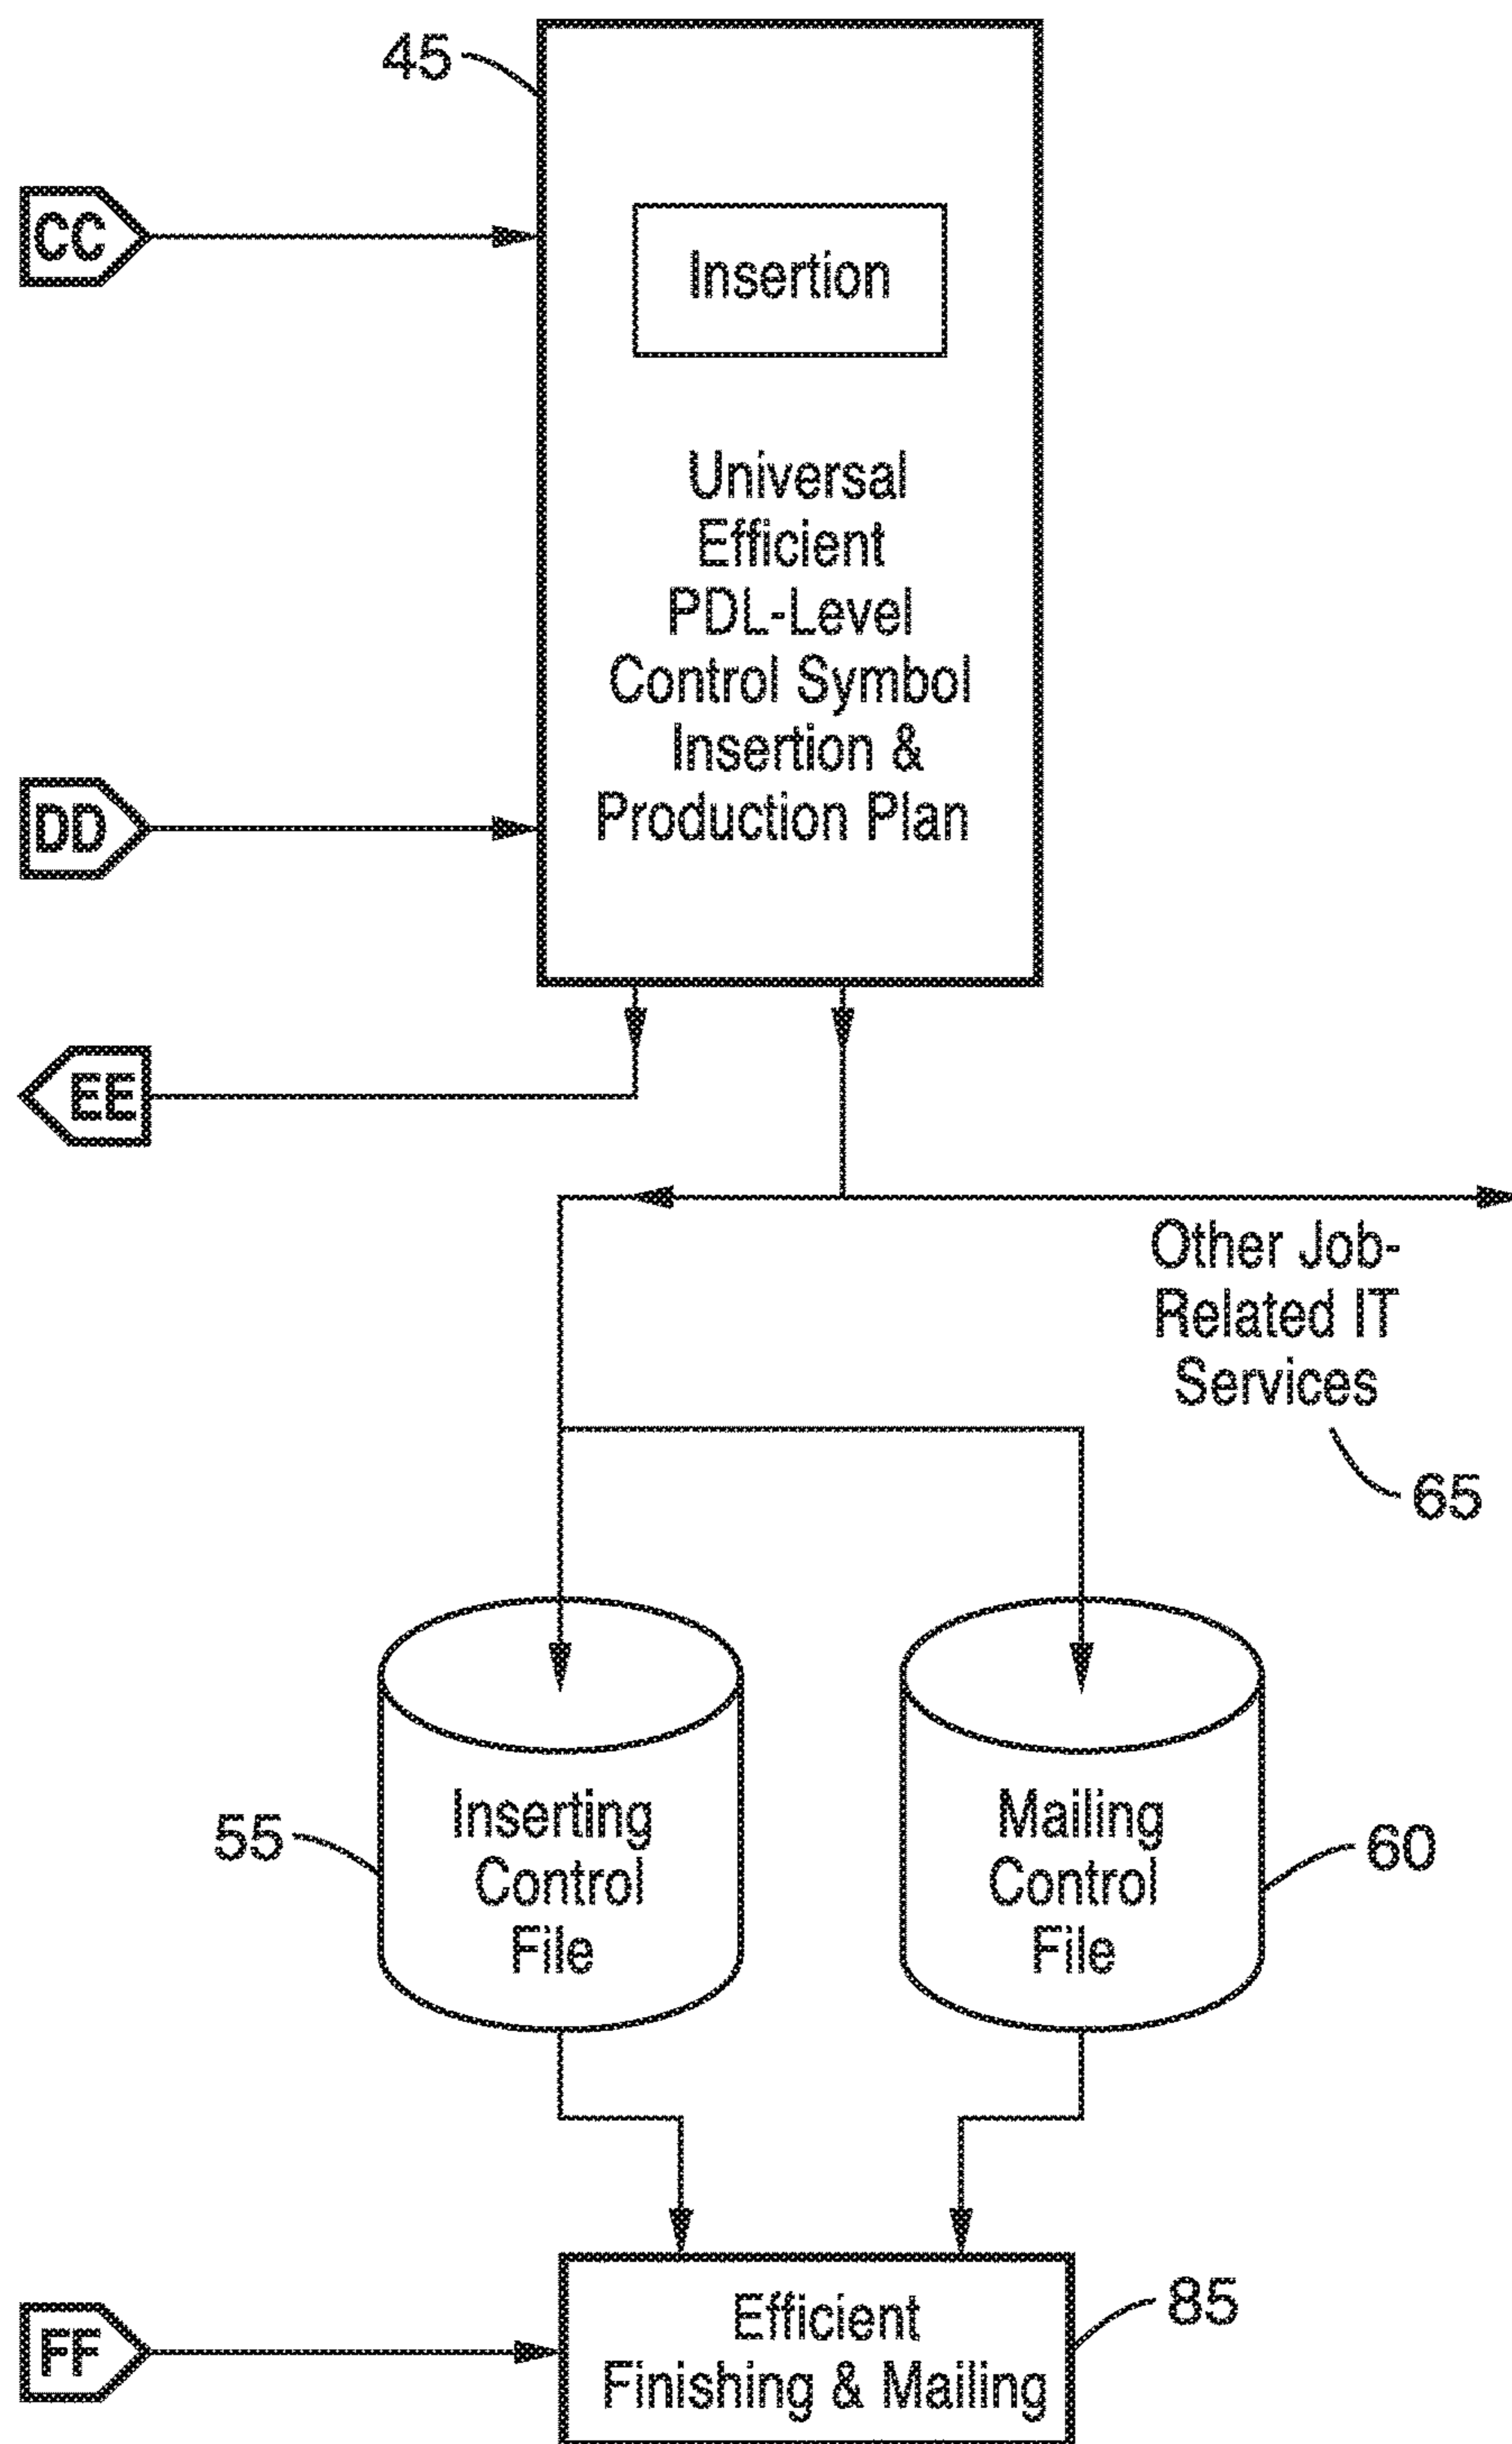 45
CC
Insertion
Universal
Efficient
PDL-Level
Control Symbol
Insertion &
Production Plan
DD
EE
Other Job-
Related IT
Services
65
55
Inserting
Control
File
Mailing
Control
File
60
FF
Efficient
Finishing & Mailing
85